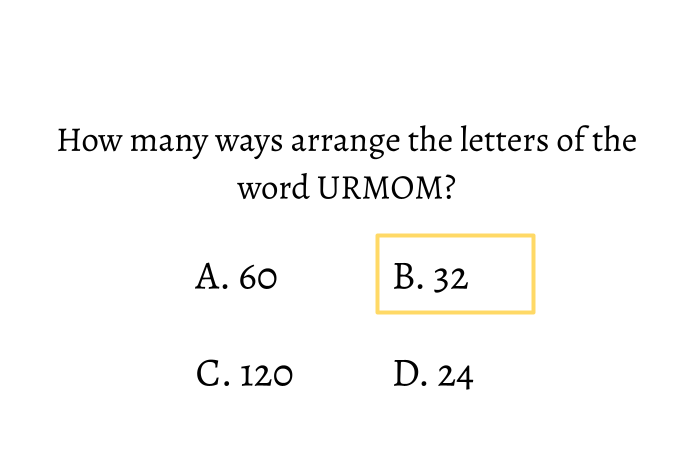 How many ways arrange the letters of the
word URMOM?
A. 60 B. 32
C. 120 D. 24